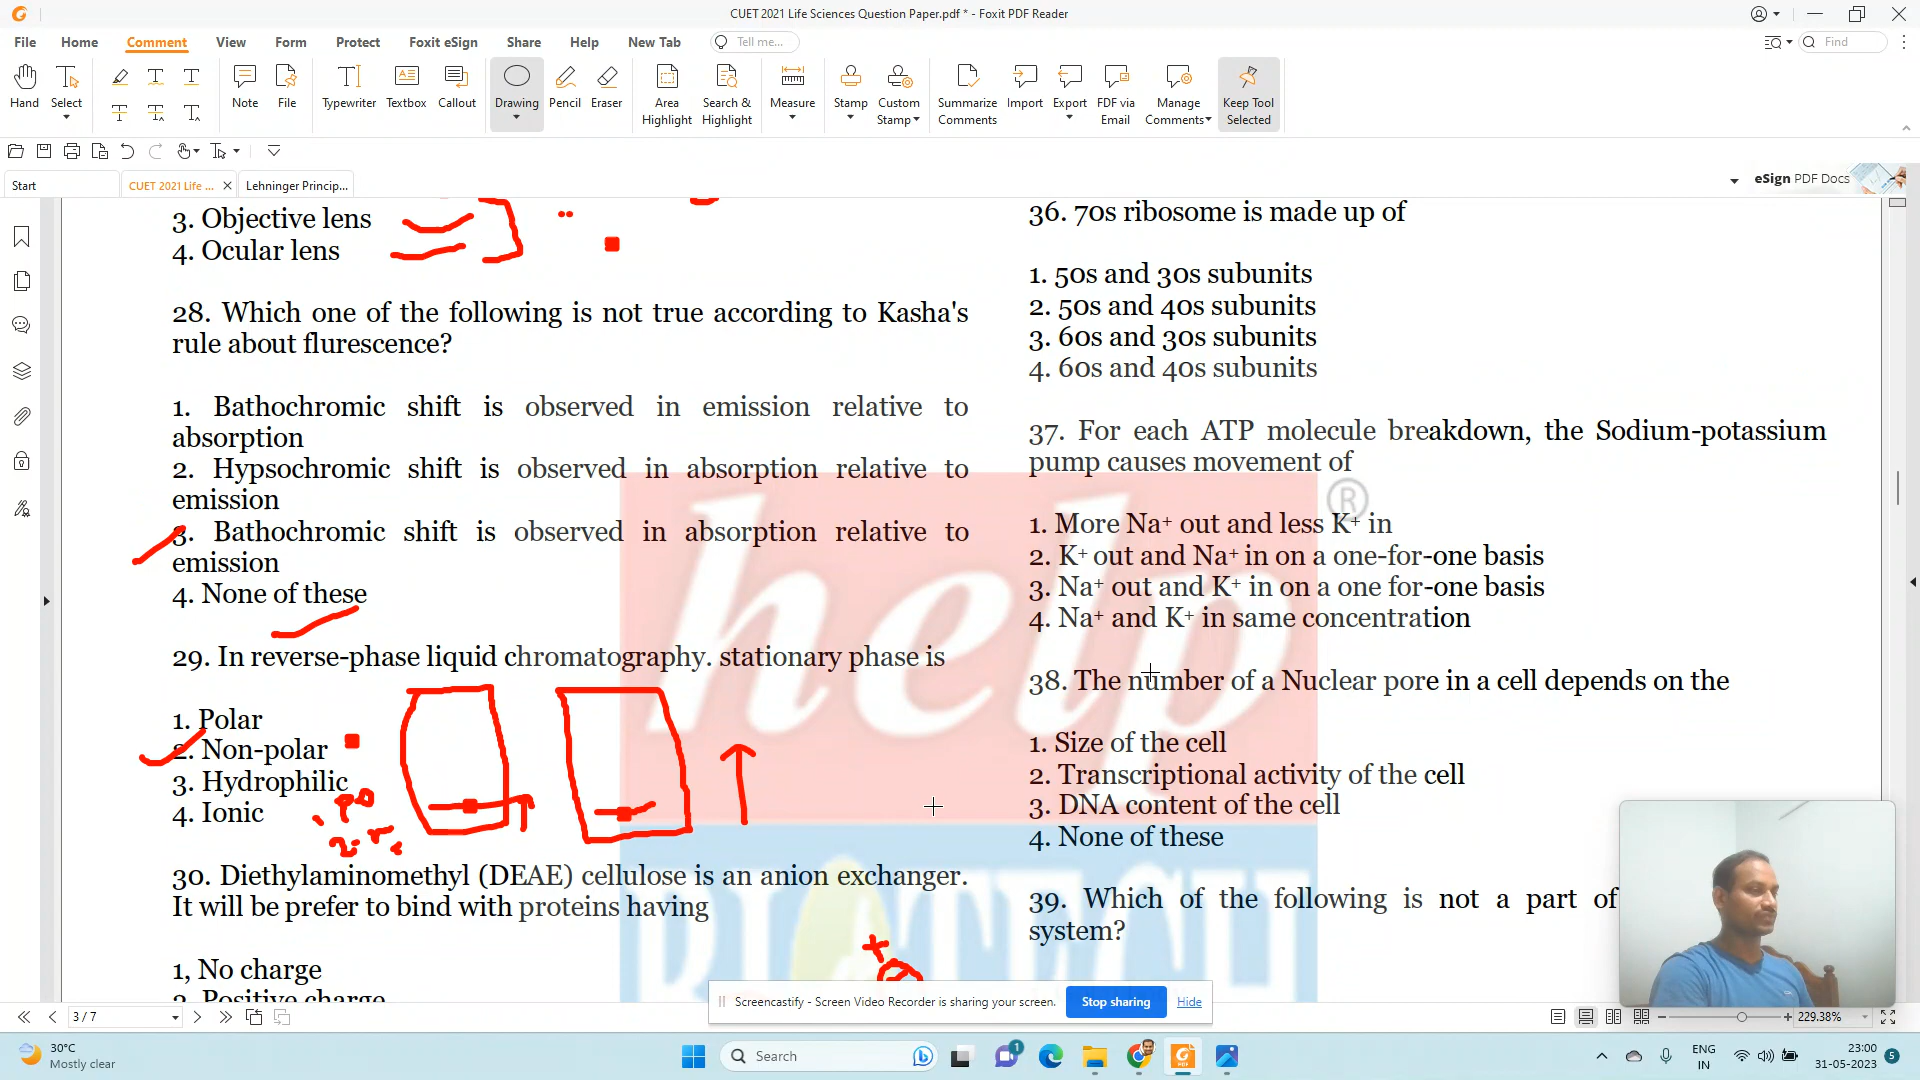 CUET 2021 Life Sciences Question Paper.pdf * - Foxit PDF Reader
File Home Comment View Form Protect Foxit eSign Share Help New Tab Tell me... Find
Hand Select Note File Typewriter Textbox Callout Drawing Pencil Eraser Area Highlight Search & Highlight Measure Stamp Custom Stamp Summarize Comments Import Export FDF via Email Manage Comments Keep Tool Selected
Start CUET 2021 Life ... Lehninger Princip... eSign PDF Docs
3. Objective lens
4. Ocular lens
28. Which one of the following is not true according to Kasha's
rule about flurescence?
1. Bathochromic shift is observed in emission relative to
absorption
2. Hypsochromic shift is observed in absorption relative to
emission
3. Bathochromic shift is observed in absorption relative to
emission
4. None of these
29. In reverse-phase liquid chromatography. stationary phase is
1. Polar
2. Non-polar
3. Hydrophilic
4. Ionic
30. Diethylaminomethyl (DEAE) cellulose is an anion exchanger.
It will be prefer to bind with proteins having
1, No charge
2. Positive charge
36. 70s ribosome is made up of
1. 50s and 30s subunits
2. 50s and 40s subunits
3. 60s and 30s subunits
4. 60s and 40s subunits
37. For each ATP molecule breakdown, the Sodium-potassium
pump causes movement of
1. More Na⁺ out and less K⁺ in
2. K⁺ out and Na⁺ in on a one-for-one basis
3. Na⁺ out and K⁺ in on a one for-one basis
4. Na⁺ and K⁺ in same concentration
38. The number of a Nuclear pore in a cell depends on the
1. Size of the cell
2. Transcriptional activity of the cell
3. DNA content of the cell
4. None of these
39. Which of the following is not a part of
system?
help ®
BIOTECH
Screencastify - Screen Video Recorder is sharing your screen. Stop sharing Hide
3 / 7 229.38%
30°C
Mostly clear
Search
1
ENG
IN
23:00
31-05-2023
5